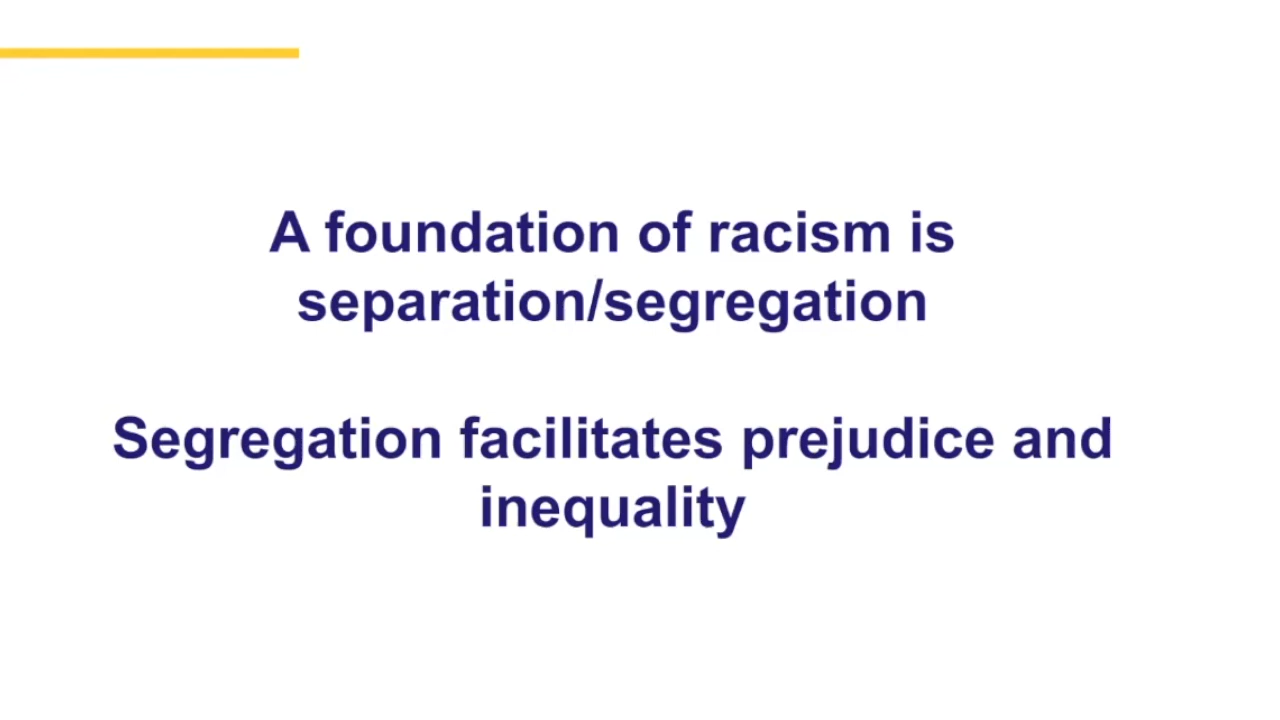 A foundation of racism is
separation/segregation
Segregation facilitates prejudice and
inequality